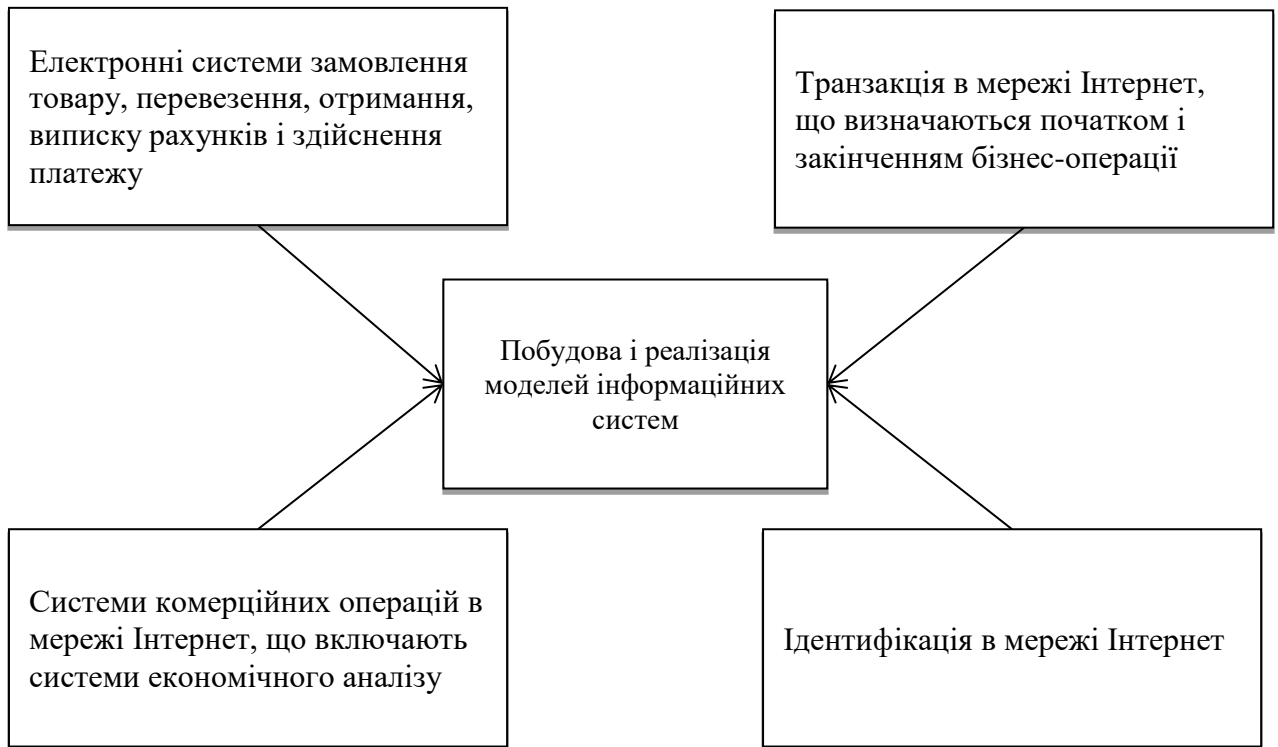 Електронні системи замовлення
товару, перевезення, отримання,
виписку рахунків і здійснення
платежу
Транзакція в мережі Інтернет,
що визначаються початком і
закінченням бізнес-операції
Побудова і реалізація
моделей інформаційних
систем
Системи комерційних операцій в
мережі Інтернет, що включають
системи економічного аналізу
Ідентифікація в мережі Інтернет